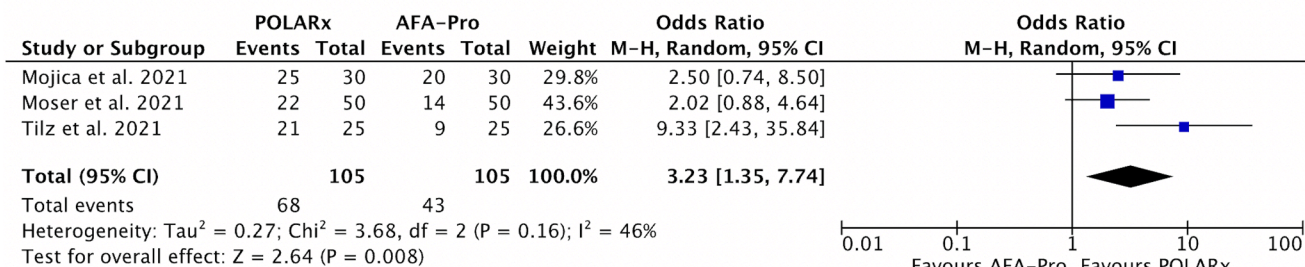 POLARx AFA-Pro Odds Ratio Odds Ratio
Study or Subgroup Events Total Events Total Weight M-H, Random, 95% CI M-H, Random, 95% CI
Mojica et al. 2021 25 30 20 30 29.8% 2.50 [0.74, 8.50]
Moser et al. 2021 22 50 14 50 43.6% 2.02 [0.88, 4.64]
Tilz et al. 2021 21 25 9 25 26.6% 9.33 [2.43, 35.84]
Total (95% CI) 105 105 100.0% 3.23 [1.35, 7.74]
Total events 68 43
Heterogeneity: Tau² = 0.27; Chi² = 3.68, df = 2 (P = 0.16); I² = 46%
Test for overall effect: Z = 2.64 (P = 0.008)
0.01 0.1 1 10 100
Favours AFA-Pro Favours POLARx